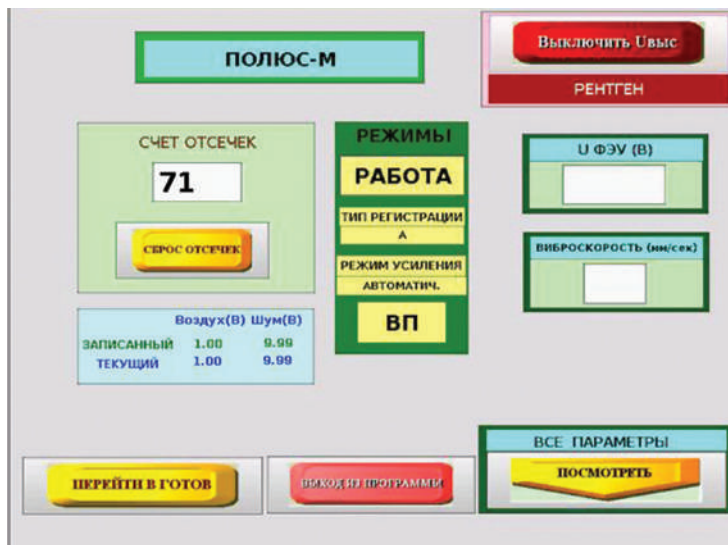 ПОЛЮС-М
Выключить Uвыс
РЕНТГЕН
СЧЕТ ОТСЕЧЕК
71
СБРОС ОТСЕЧЕК
РЕЖИМЫ
РАБОТА
ТИП РЕГИСТРАЦИИ
А
РЕЖИМ УСИЛЕНИЯ
АВТОМАТИЧ.
ВП
U ФЭУ (В)
ВИБРОСКОРОСТЬ (мм/сек)
Воздух(В) Шум(В)
ЗАПИСАННЫЙ 1.00 9.99
ТЕКУЩИЙ 1.00 9.99
ПЕРЕЙТИ В ГОТОВ
ВЫХОД ИЗ ПРОГРАММЫ
ВСЕ ПАРАМЕТРЫ
ПОСМОТРЕТЬ